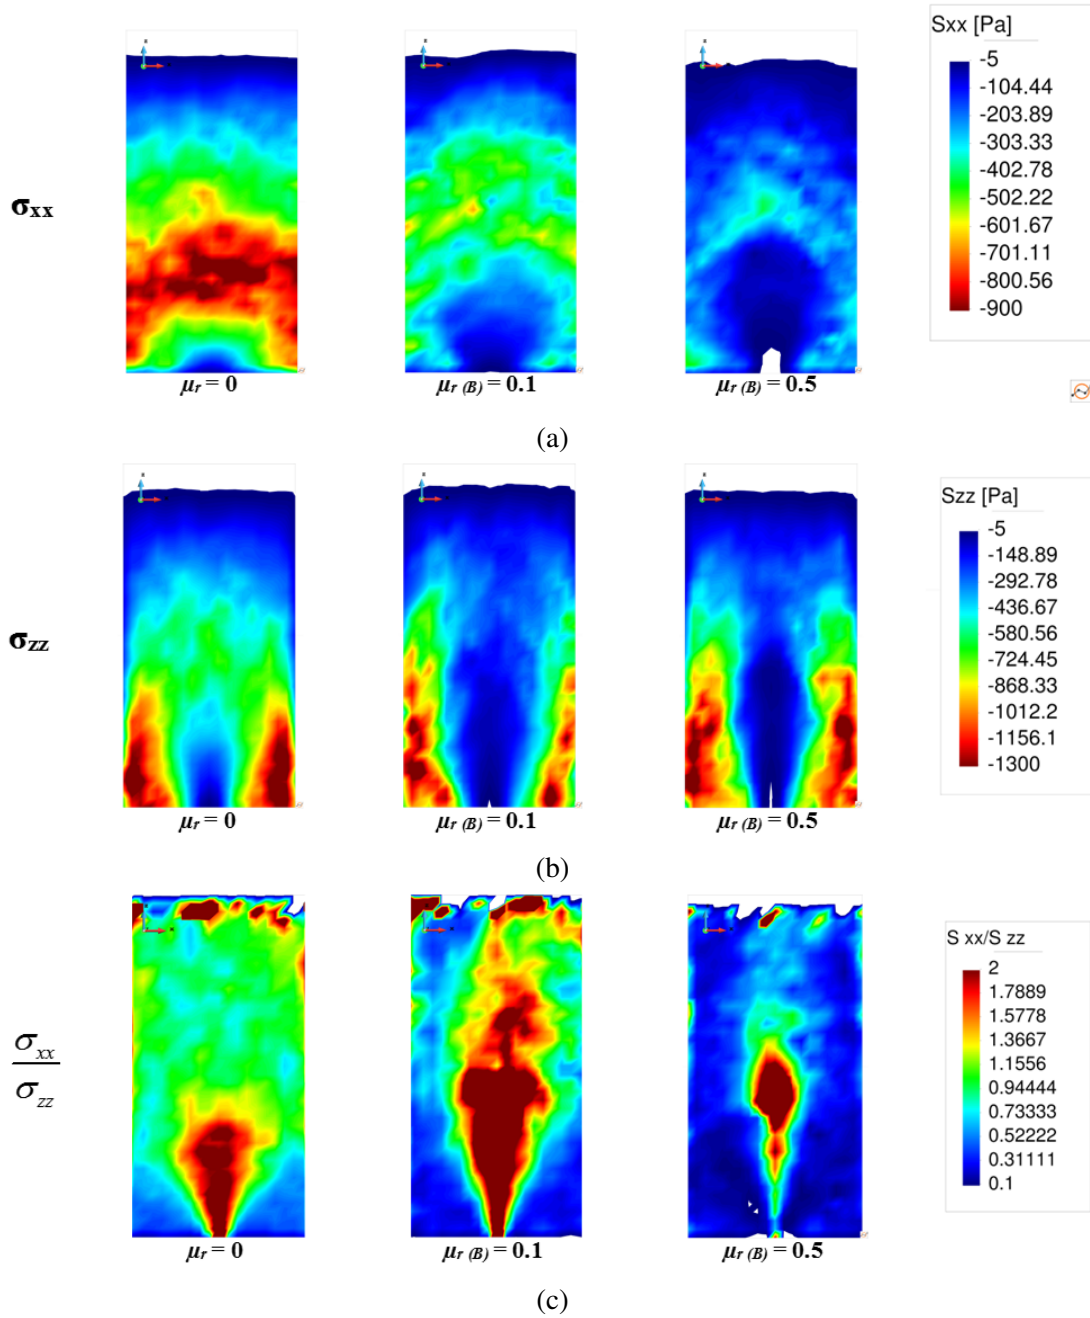 Sxx [Pa]
-5
-104.44
-203.89
-303.33
-402.78
-502.22
-601.67
-701.11
-800.56
-900
σxx
μr = 0
μr (B) = 0.1
μr (B) = 0.5
(a)
Szz [Pa]
-5
-148.89
-292.78
-436.67
-580.56
-724.45
-868.33
-1012.2
-1156.1
-1300
σzz
μr = 0
μr (B) = 0.1
μr (B) = 0.5
(b)
S xx/S zz
2
1.7889
1.5778
1.3667
1.1556
0.94444
0.73333
0.52222
0.31111
0.1
σxx
σzz
μr = 0
μr (B) = 0.1
μr (B) = 0.5
(c)